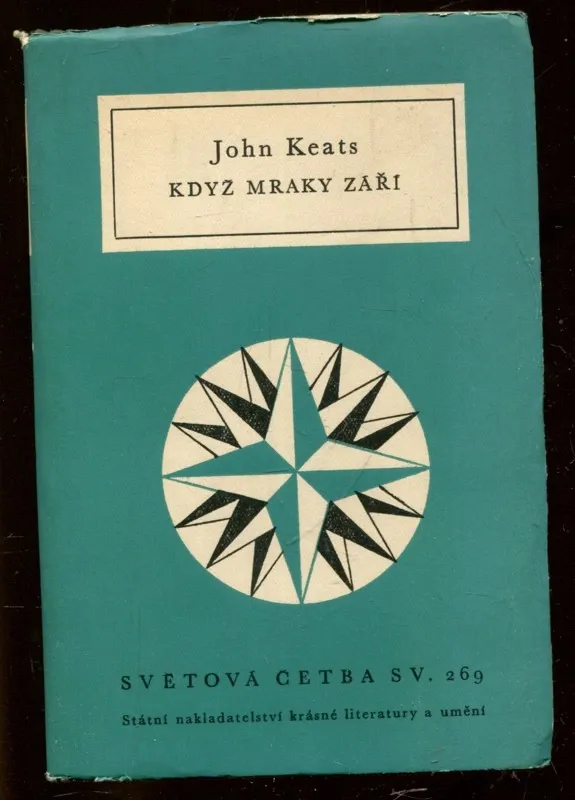 John Keats
KDYŽ MRAKY ZÁŘÍ
SVĚTOVÁ ČETBA SV. 269
Státní nakladatelství krásné literatury a umění